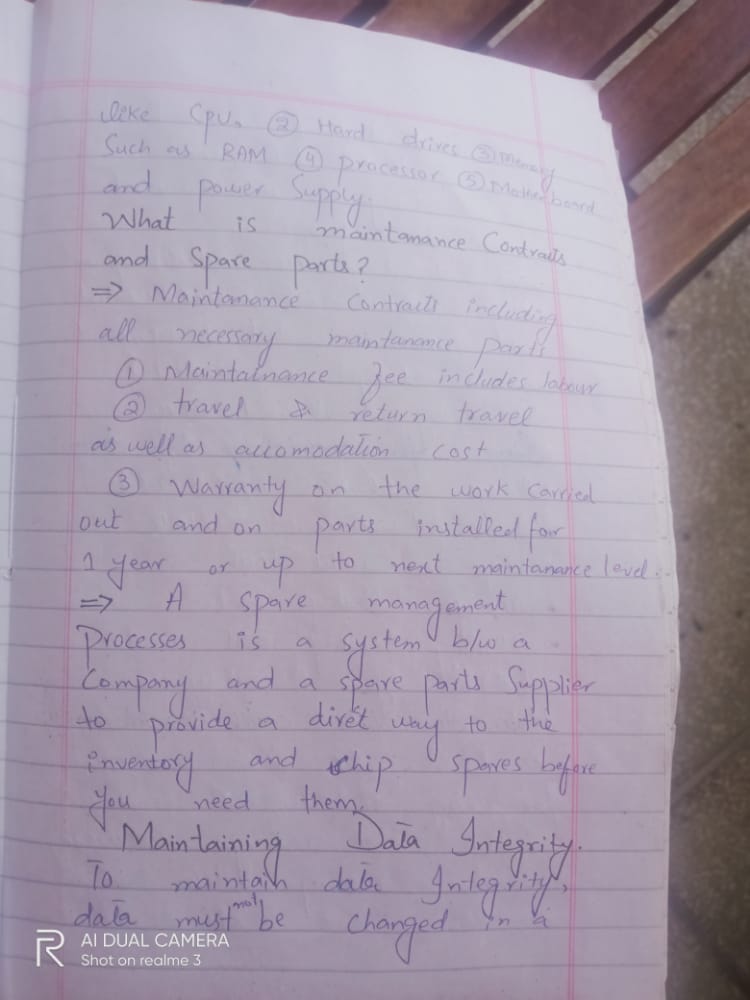 like Cpu. ② Hard drives ③ Memory
Such as RAM ④ processor ⑤ Motherboard
and power Supply.
What is maintanance Contracts
and Spare parts?
⇒ Maintanance Contracts including
all necessary maintanance parts
① Maintainance fee includes labour
② travel & return travel
as well as accomodation cost
③ Warranty on the work carried
out and on parts installed for
1 year or up to next maintanance level.
⇒ A spare management
Processes is a system b/w a
Company and a spare parts Supplier
to provide a diret way to the
inventory and ship spares before
you need them.
Maintaining Data Integrity.
To maintain data Integrity,
data must not be changed in a
R AI DUAL CAMERA
Shot on realme 3